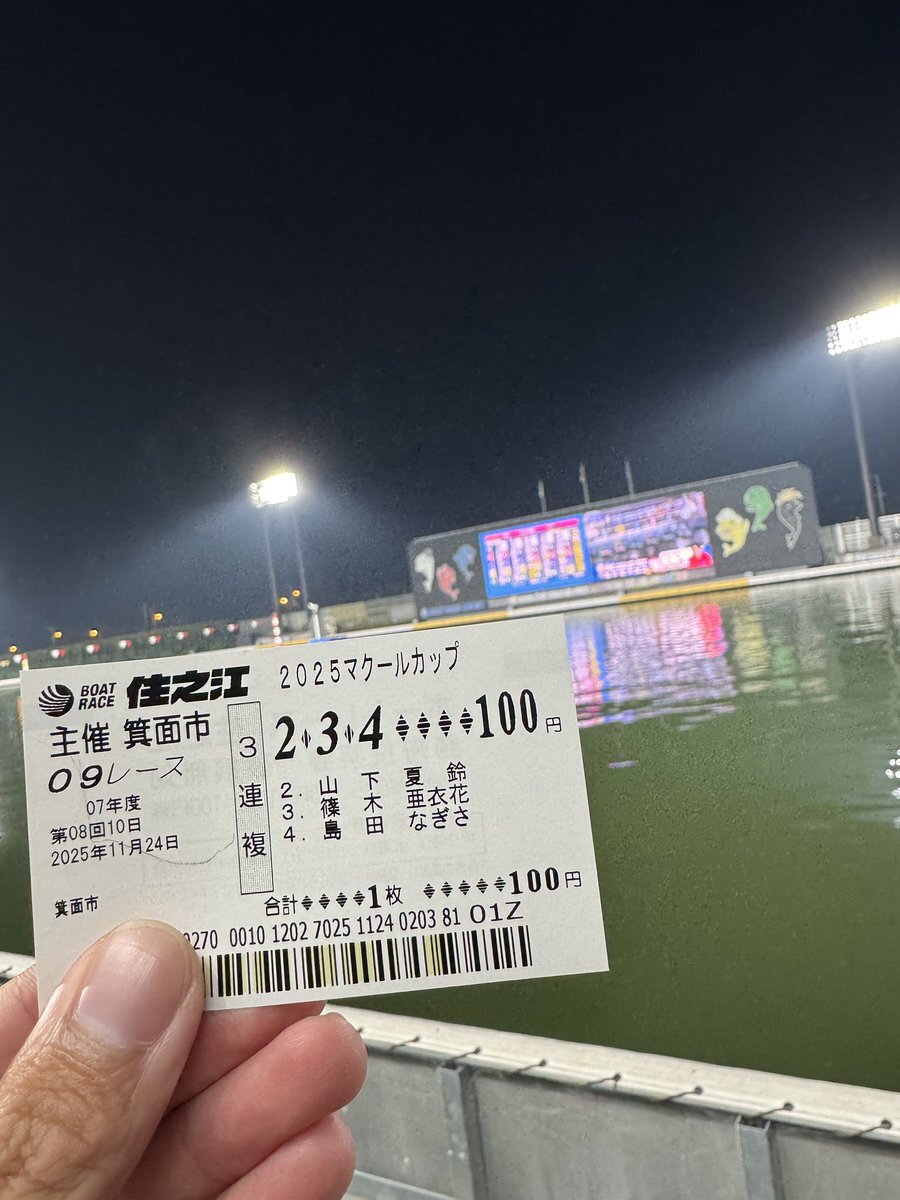 BOAT RACE 住之江 2025マクールカップ
主催 箕面市
09レース
07年度
第08回10日
2025年11月24日
箕面市
3連複
2 3 4 100円
2. 山下夏鈴
3. 篠木亜衣花
4. 島田なぎさ
合計 1枚 100円
0270 0010 1202 7025 1124 0203 81 01Z